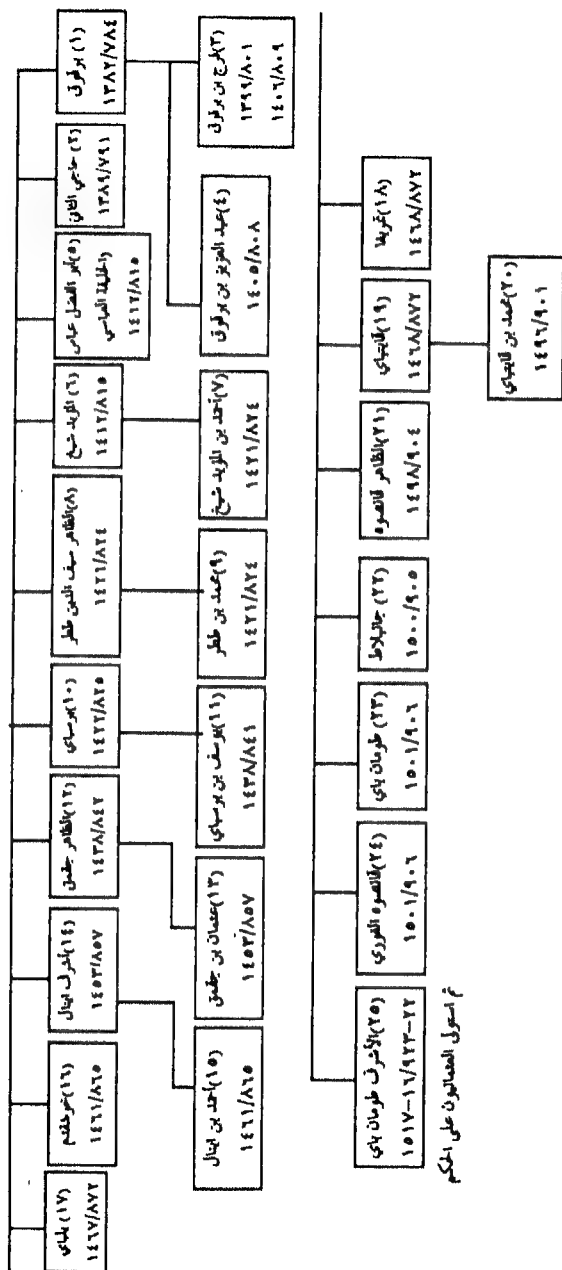 (١) برقوق
١٣٨٢/٧٨٤
(٢) حاجي الثاني
١٣٨٩/٧٩١
(٣) فرج بن برقوق
١٣٩٩/٨٠١
١٤٠٦/٨٠٩
(٤) عبد العزيز بن برقوق
١٤٠٥/٨٠٨
(٥) أبو الفضل عباس
والخليفة العباسي
١٤١٢/٨١٥
(٦) المؤيد شيخ
١٤١٢/٨١٥
(٧) أحمد بن المؤيد شيخ
١٤٢١/٨٢٤
(٨) الظاهر سيف الدين ططر
١٤٢١/٨٢٤
(٩) محمد بن ططر
١٤٢١/٨٢٤
(١٠) برسباي
١٤٢٢/٨٢٥
(١١) يوسف بن برسباي
١٤٣٨/٨٤١
(١٢) الظاهر جقمق
١٤٣٨/٨٤٢
(١٣) عثمان بن جقمق
١٤٥٣/٨٥٧
(١٤) أشرف اينال
١٤٥٣/٨٥٧
(١٥) أحمد بن اينال
١٤٦١/٨٦٥
(١٦) خوشقدم
١٤٦١/٨٦٥
(١٧) يلباي
١٤٦٧/٨٧٢
(١٨) تمربغا
١٤٦٨/٨٧٢
(١٩) قايتباي
١٤٦٨/٨٧٢
(٢٠) محمد بن قايتباي
١٤٩٦/٩٠١
(٢١) الظاهر قانصوه
١٤٩٨/٩٠٤
(٢٢) جانبلاط
١٥٠٠/٩٠٥
(٢٣) طومان باي
١٥٠١/٩٠٦
(٢٤) قانصوه الغوري
١٥٠١/٩٠٦
(٢٥) الأشرف طومان باي
١٥١٧-١٦/٩٢٣-٢٢
ثم استولى العثمانيون على الحكم